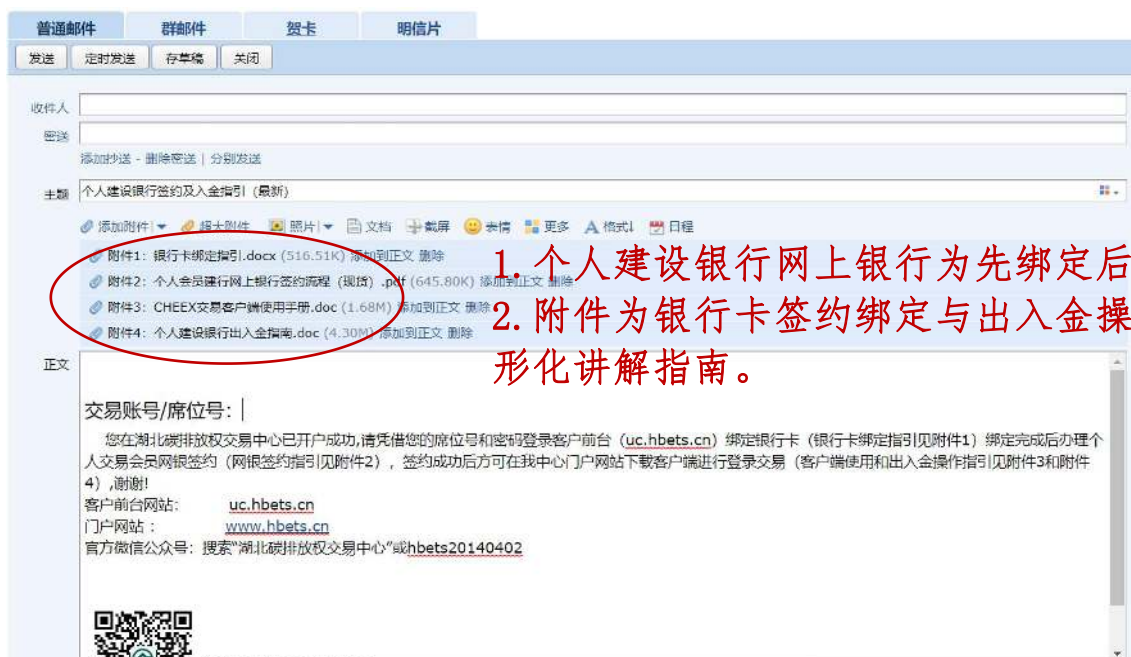 普通邮件 群邮件 贺卡 明信片
发送 定时发送 存草稿 关闭
收件人
密送
添加抄送 - 删除密送 | 分别发送
主题 个人建设银行签约及入金指引（最新）
添加附件 超大附件 照片 文档 截屏 表情 更多 格式↓ 日程
附件1：银行卡绑定指引.docx (516.51K) 添加到正文 删除
附件2：个人会员建行网上银行签约流程（现货）.pdf (645.80K) 添加到正文 删除
附件3：CHEEX交易客户端使用手册.doc (1.68M) 添加到正文 删除
附件4：个人建设银行出入金指南.doc (4.30M) 添加到正文 删除
1. 个人建设银行网上银行为先绑定后
2. 附件为银行卡签约绑定与出入金操
形化讲解指南。
正文
交易账号/席位号：
您在湖北碳排放权交易中心已开户成功,请凭借您的席位号和密码登录客户前台（uc.hbets.cn）绑定银行卡（银行卡绑定指引见附件1）绑定完成后办理个
人交易会员网银签约（网银签约指引见附件2），签约成功后方可在我中心门户网站下载客户端进行登录交易（客户端使用和出入金操作指引见附件3和附件
4）,谢谢!
客户前台网站： uc.hbets.cn
门户网站： www.hbets.cn
官方微信公众号：搜索“湖北碳排放权交易中心”或hbets20140402